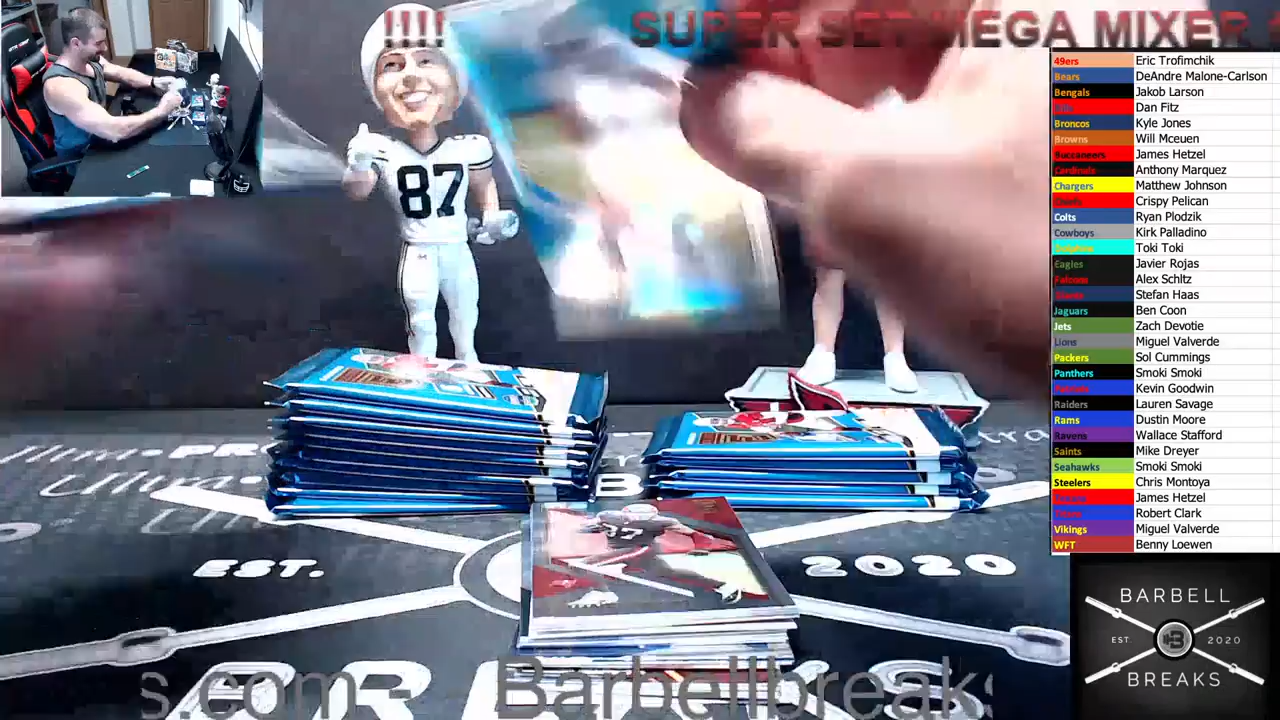 !!!!
SUPER SET MEGA MIXER
87
49ers Eric Trofimchik
Bears DeAndre Malone-Carlson
Bengals Jakob Larson
Dan Fitz
Broncos Kyle Jones
Browns Will Mceuen
Buccaneers James Hetzel
Cardinals Anthony Marquez
Chargers Matthew Johnson
Chiefs Crispy Pelican
Colts Ryan Plodzik
Cowboys Kirk Palladino
Dolphins Toki Toki
Eagles Javier Rojas
Falcons Alex Schltz
Giants Stefan Haas
Jaguars Ben Coon
Jets Zach Devotie
Lions Miguel Valverde
Packers Sol Cummings
Panthers Smoki Smoki
Patriots Kevin Goodwin
Raiders Lauren Savage
Rams Dustin Moore
Ravens Wallace Stafford
Saints Mike Dreyer
Seahawks Smoki Smoki
Steelers Chris Montoya
Texans James Hetzel
Titans Robert Clark
Vikings Miguel Valverde
WFT Benny Loewen
EST. 2020
s.com - Barbellbreaks
BARBELL
EST. B 2020
BREAKS